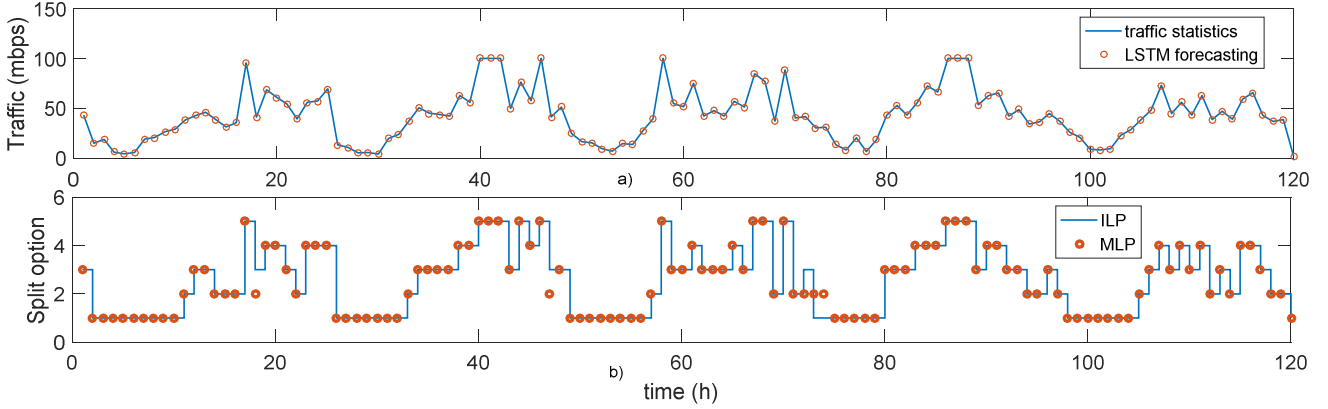 Traffic (mbps)
150
100
50
0
traffic statistics
LSTM forecasting
0 20 40 60 80 100 120
a)
Split option
6
4
2
0
ILP
MLP
0 20 40 60 80 100 120
b)
time (h)